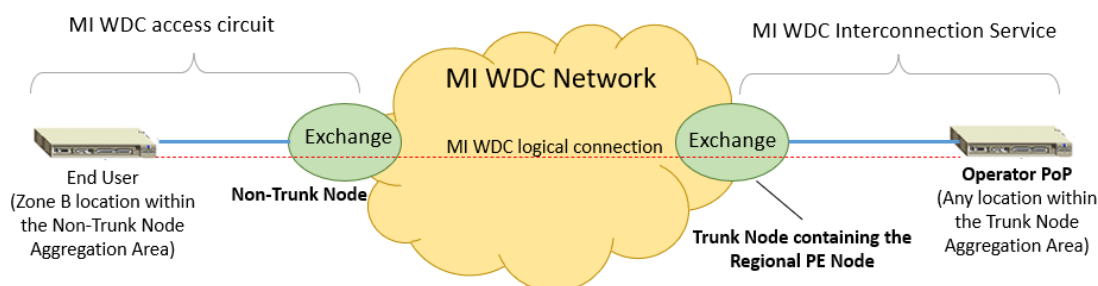 MI WDC access circuit
MI WDC Interconnection Service
MI WDC Network
Exchange
Exchange
MI WDC logical connection
End User
(Zone B location within
the Non-Trunk Node
Aggregation Area)
Non-Trunk Node
Trunk Node containing the
Regional PE Node
Operator PoP
(Any location within
the Trunk Node
Aggregation Area)